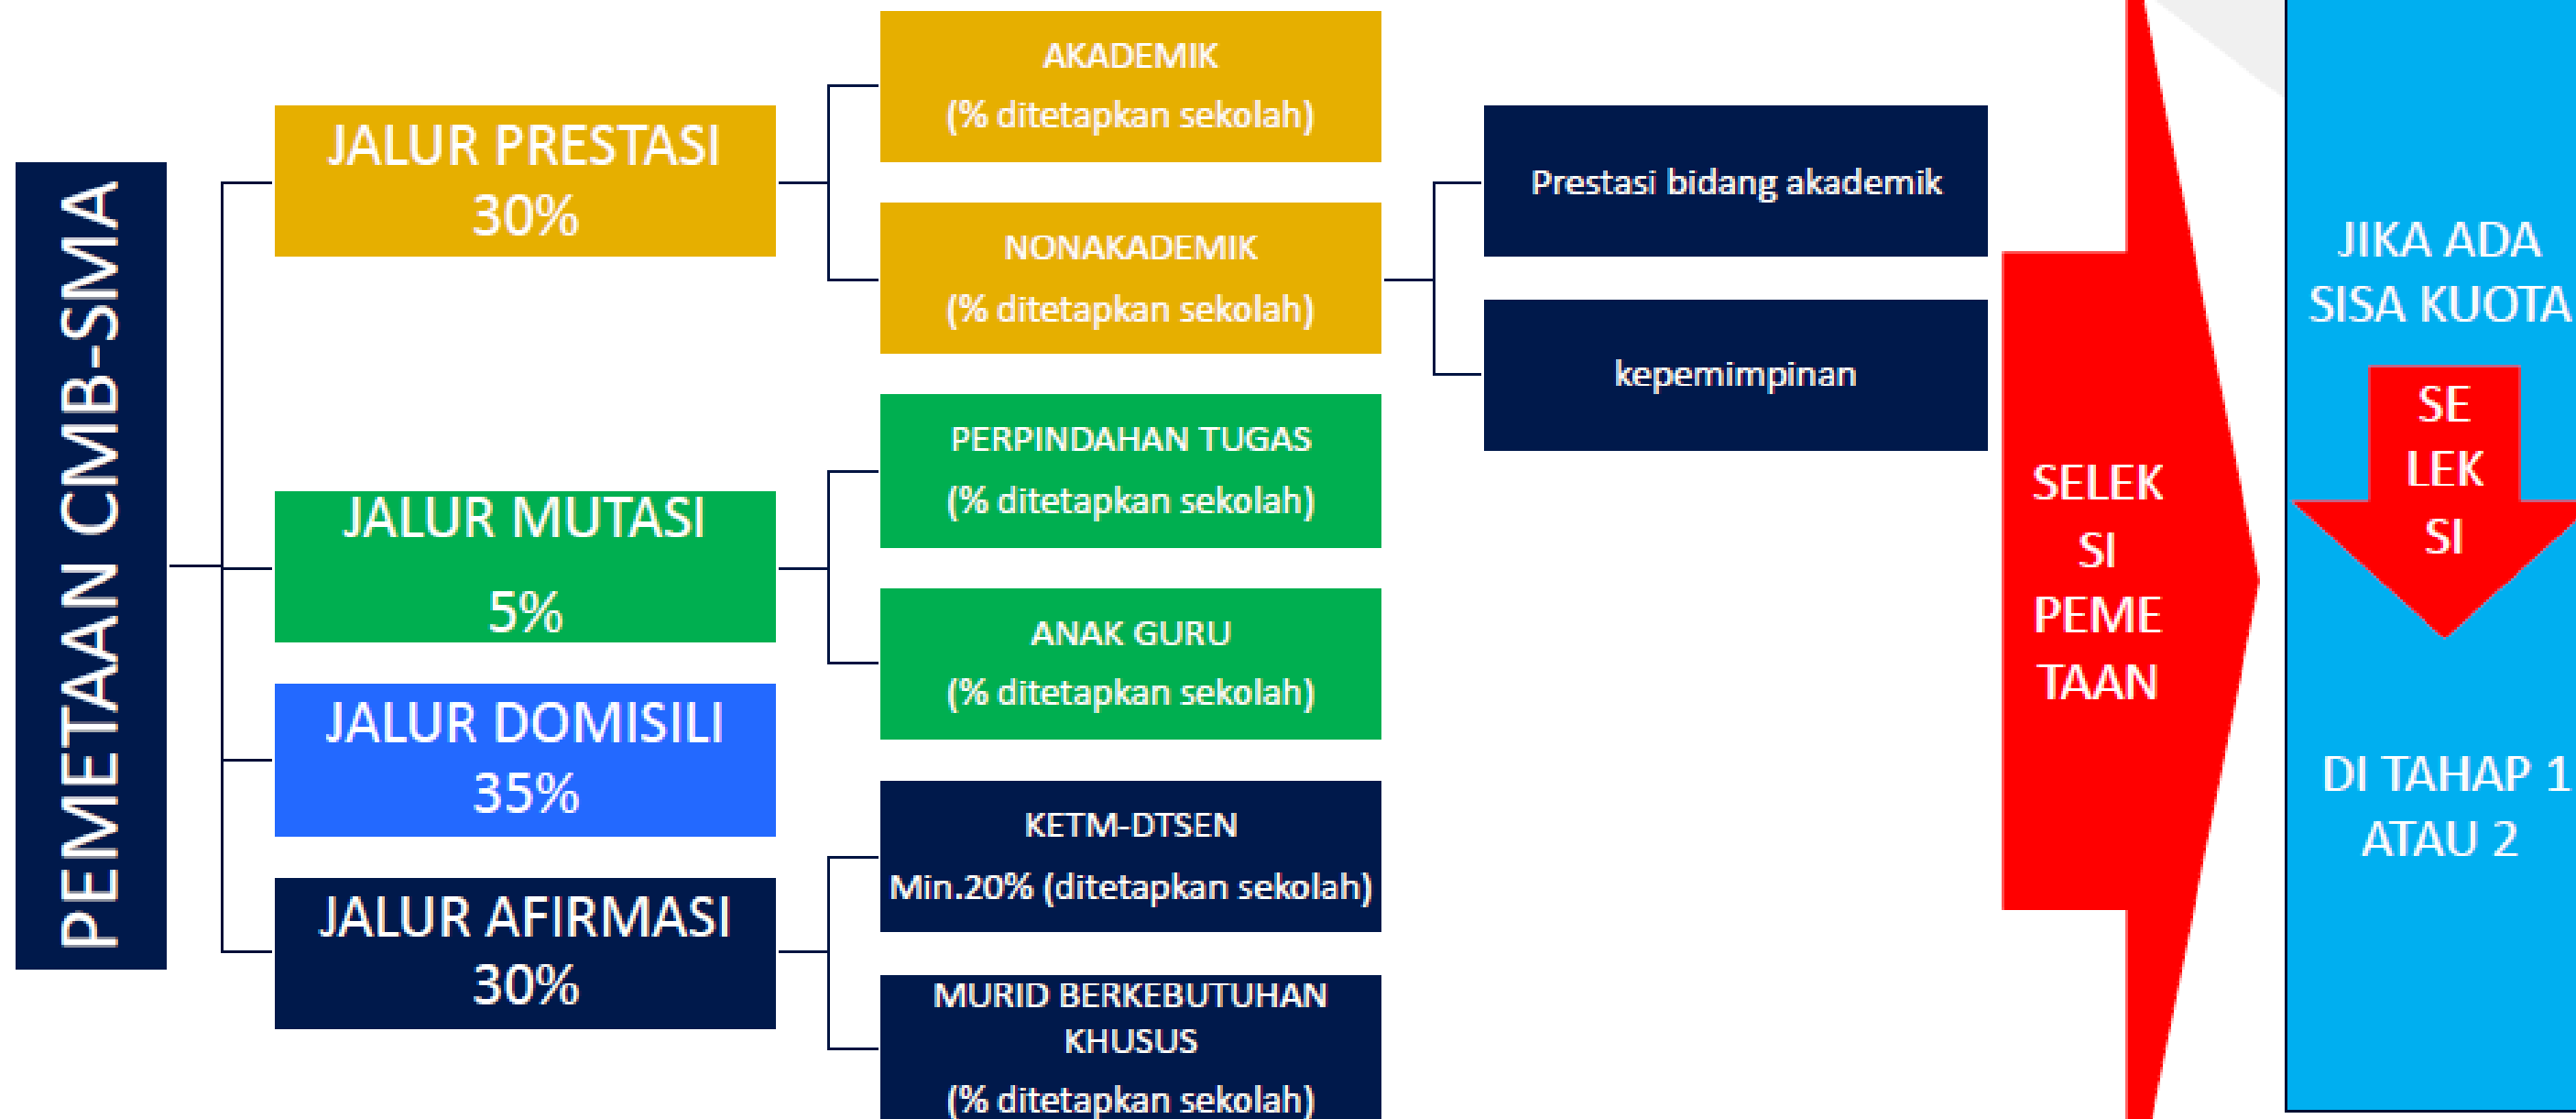 PEMETAAN CMB-SMA
JALUR PRESTASI
30%
JALUR MUTASI
5%
JALUR DOMISILI
35%
JALUR AFIRMASI
30%
AKADEMIK
(% ditetapkan sekolah)
NONAKADEMIK
(% ditetapkan sekolah)
PERPINDAHAN TUGAS
(% ditetapkan sekolah)
ANAK GURU
(% ditetapkan sekolah)
KETM-DTSEN
Min.20% (ditetapkan sekolah)
MURID BERKEBUTUHAN
KHUSUS
(% ditetapkan sekolah)
Prestasi bidang akademik
kepemimpinan
SELEK
SI
PEME
TAAN
JIKA ADA
SISA KUOTA
SE
LEK
SI
DI TAHAP 1
ATAU 2